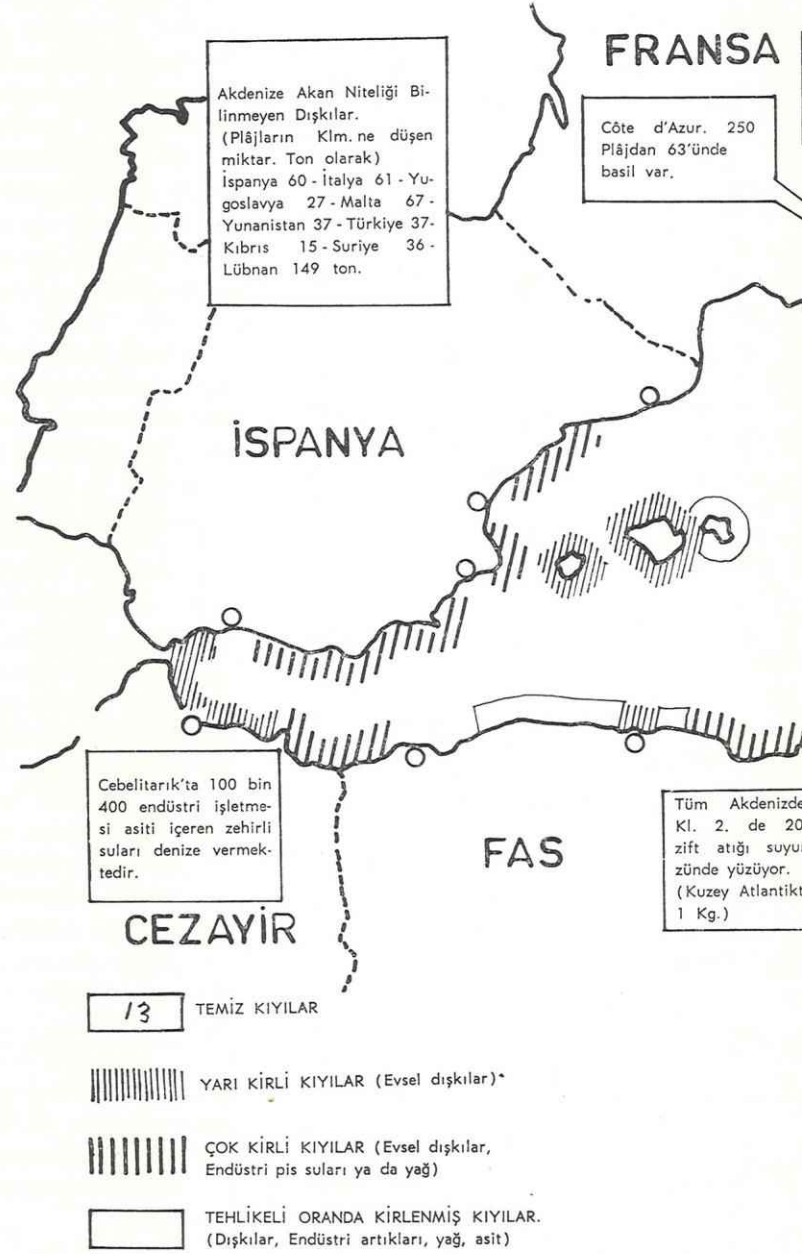 FRANSA
Akdenize Akan Niteliği Bi-
linmeyen Dışkılar.
(Plâjların Klm. ne düşen
miktar. Ton olarak)
İspanya 60 - İtalya 61 - Yu-
goslavya 27 - Malta 67 -
Yunanistan 37 - Türkiye 37-
Kıbrıs 15 - Suriye 36 -
Lübnan 149 ton.
Côte d'Azur. 250
Plâjdan 63'ünde
basil var.
İSPANYA
Cebelitarık'ta 100 bin
400 endüstri işletme-
si asiti içeren zehirli
suları denize vermek-
tedir.
FAS
Tüm Akdenizde
Kl. 2. de 20
zift atığı suyu
zünde yüzüyor.
(Kuzey Atlantikt
1 Kg.)
CEZAYİR
13 TEMİZ KIYILAR
YARI KİRLİ KIYILAR (Evsel dışkılar)
ÇOK KİRLİ KIYILAR (Evsel dışkılar,
Endüstri pis suları ya da yağ)
TEHLİKELİ ORANDA KİRLENMİŞ KIYILAR.
(Dışkılar, Endüstri artıkları, yağ, asit)